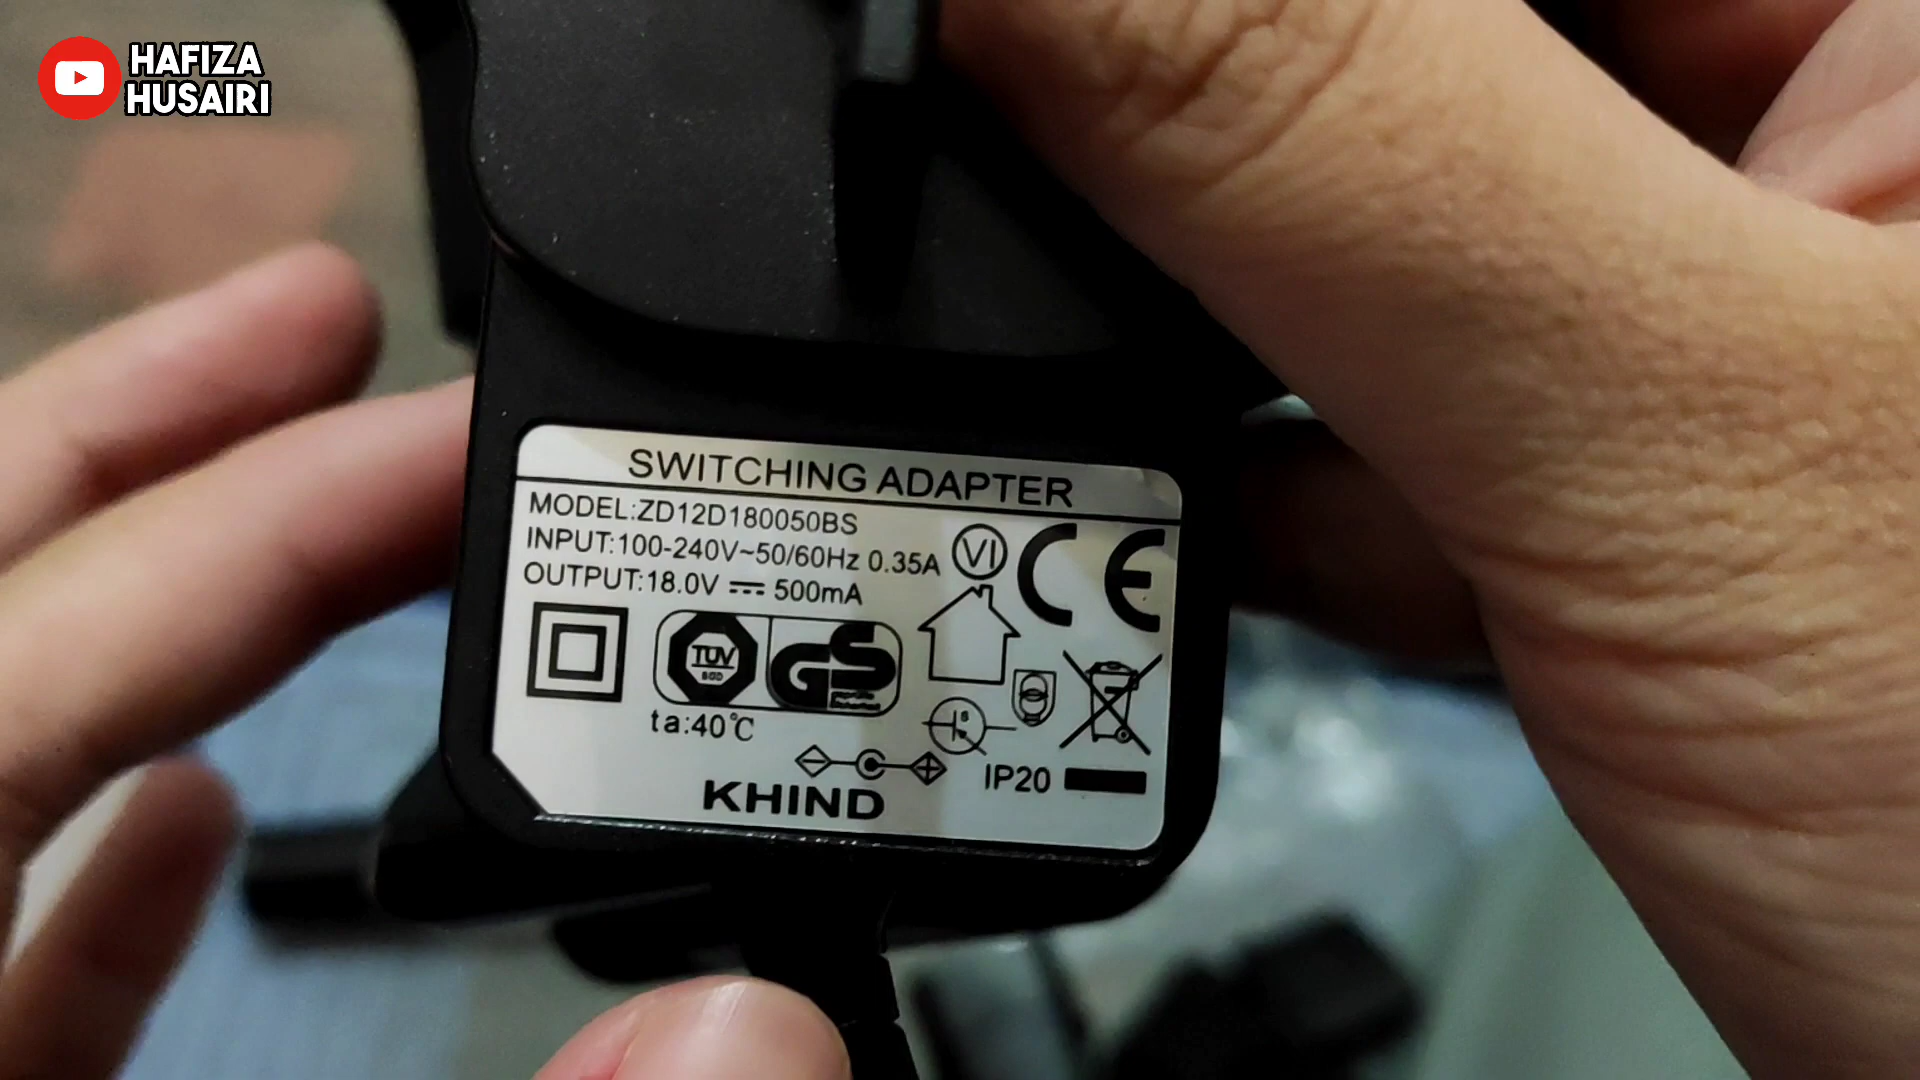 HAFIZA
HUSAIRI
SWITCHING ADAPTER
MODEL:ZD12D180050BS
INPUT:100-240V~50/60Hz 0.35A
OUTPUT:18.0V ⎓ 500mA
VI
CE
TÜV
GS
ta:40℃
IP20
KHIND